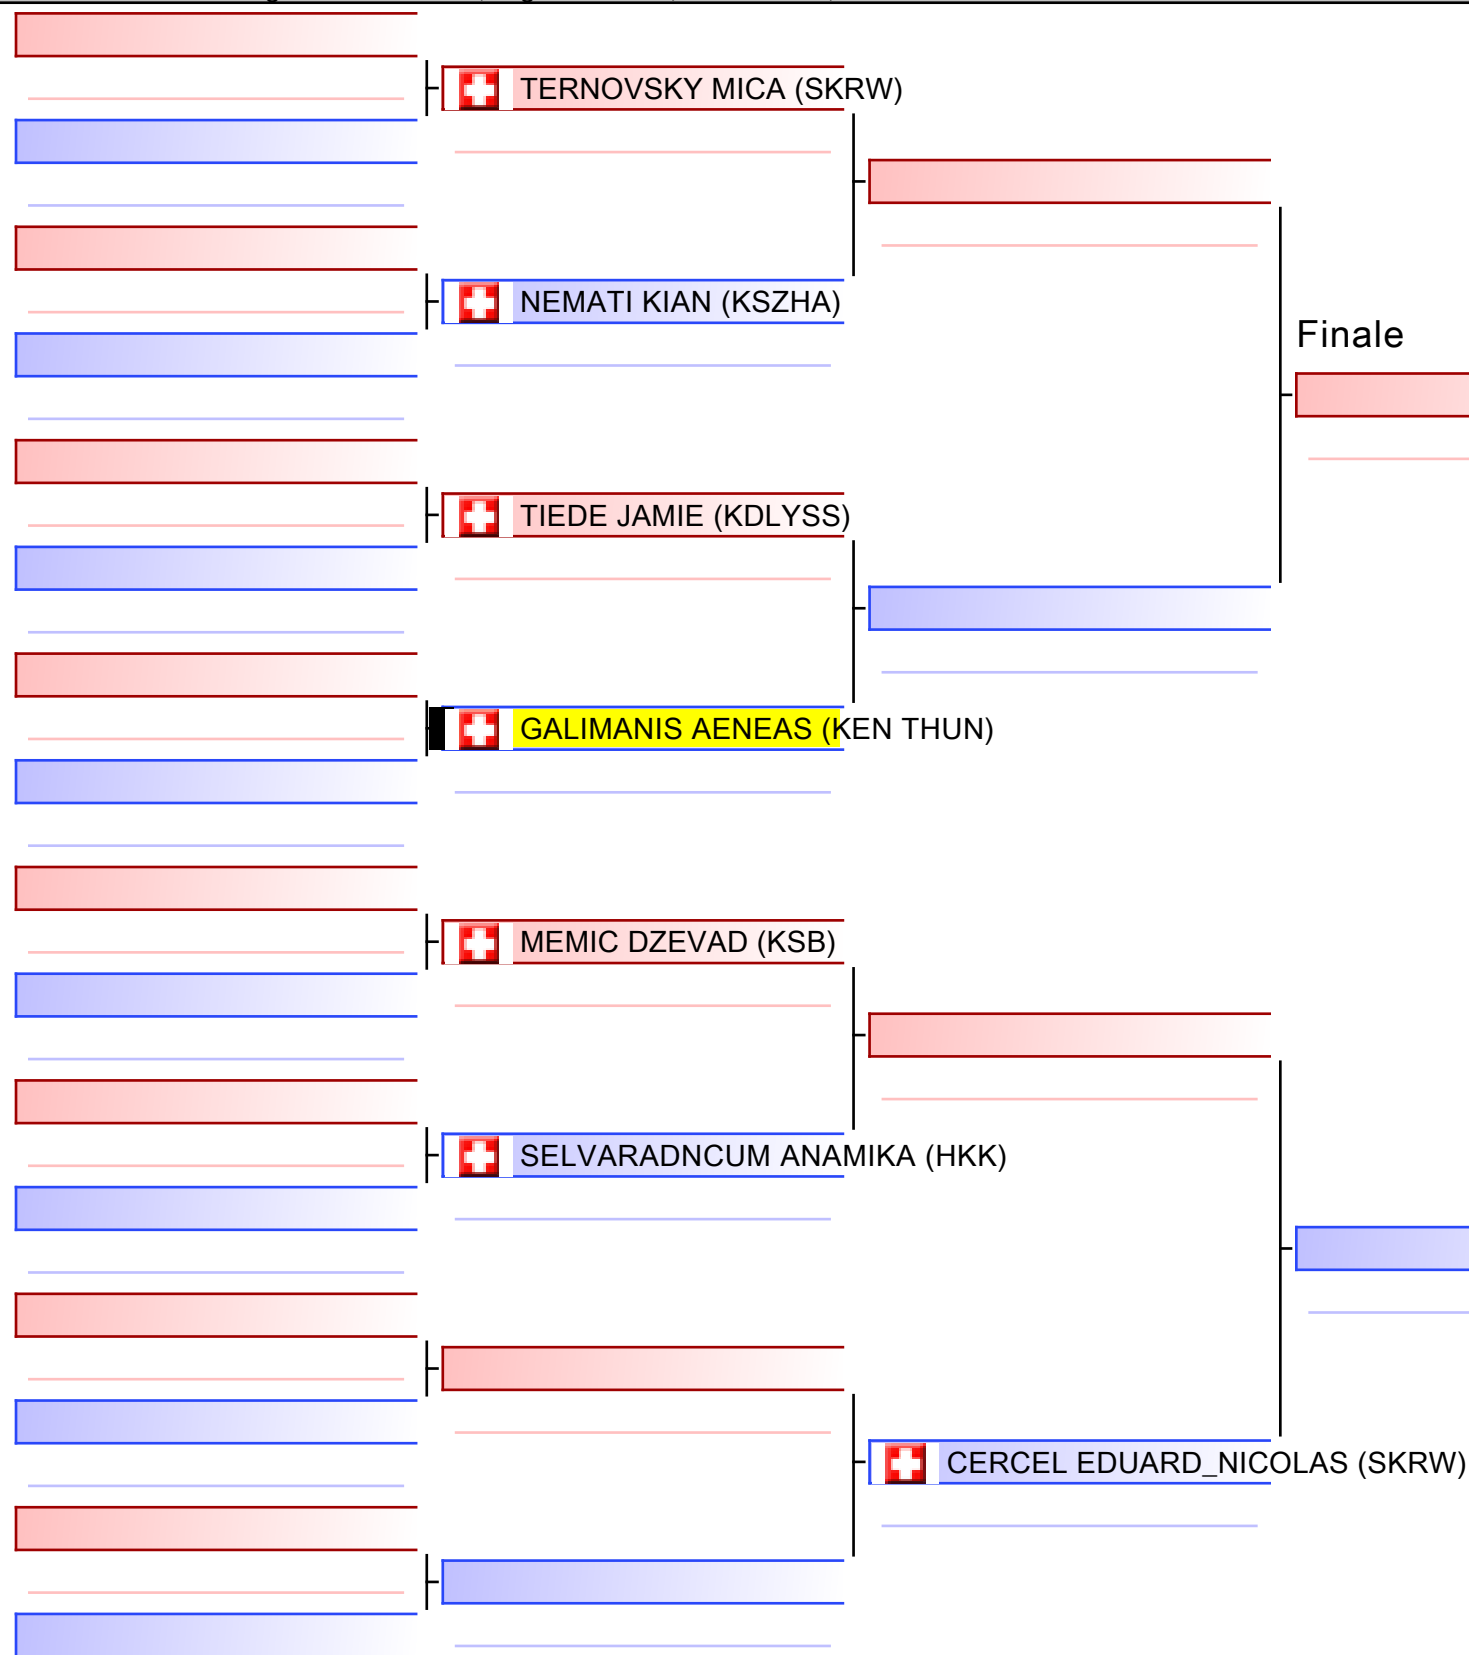 TERNOVSKY MICA (SKRW)
NEMATI KIAN (KSZHA)
Finale
TIEDE JAMIE (KDLYSS)
GALIMANIS AENEAS (KEN THUN)
MEMIC DZEVAD (KSB)
SELVARADNCUM ANAMIKA (HKK)
CERCEL EDUARD_NICOLAS (SKRW)